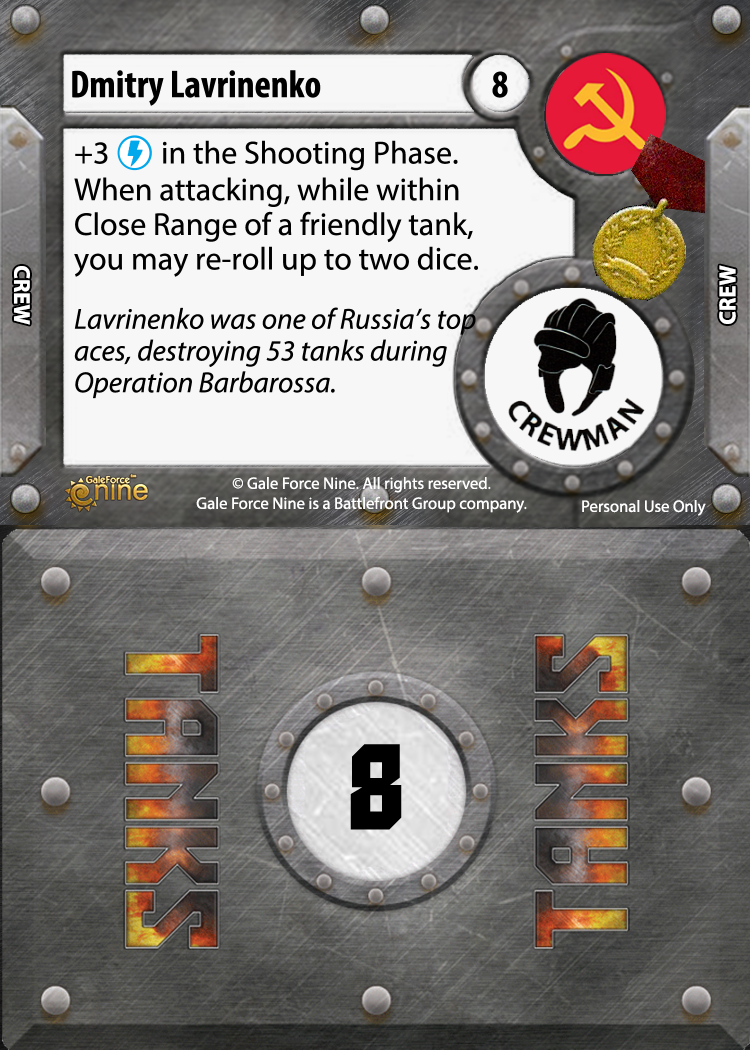 Dmitry Lavrinenko
8
+3 in the Shooting Phase.
When attacking, while within
Close Range of a friendly tank,
you may re-roll up to two dice.
Lavrinenko was one of Russia's top
aces, destroying 53 tanks during
Operation Barbarossa.
CREW
CREW
CREWMAN
GaleForce™
nine
© Gale Force Nine. All rights reserved.
Gale Force Nine is a Battlefront Group company.
Personal Use Only
TANKS
8
TANKS